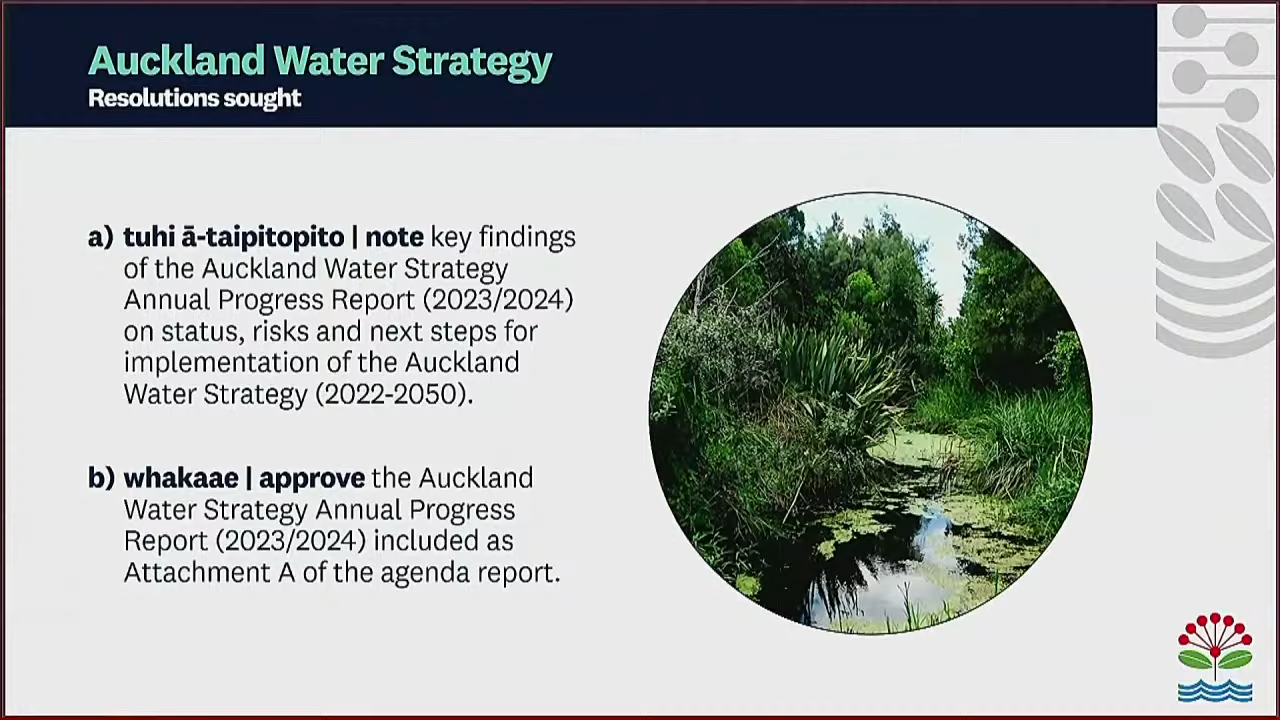 Auckland Water Strategy
Resolutions sought
a) tuhi ā-taipitopito | note key findings
of the Auckland Water Strategy
Annual Progress Report (2023/2024)
on status, risks and next steps for
implementation of the Auckland
Water Strategy (2022-2050).
b) whakaae | approve the Auckland
Water Strategy Annual Progress
Report (2023/2024) included as
Attachment A of the agenda report.